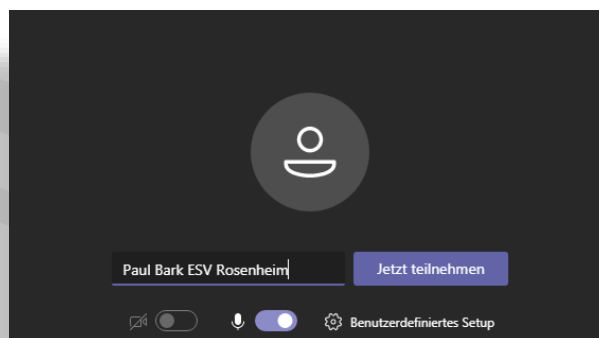 Paul Bark ESV Rosenheim
Jetzt teilnehmen
Benutzerdefiniertes Setup